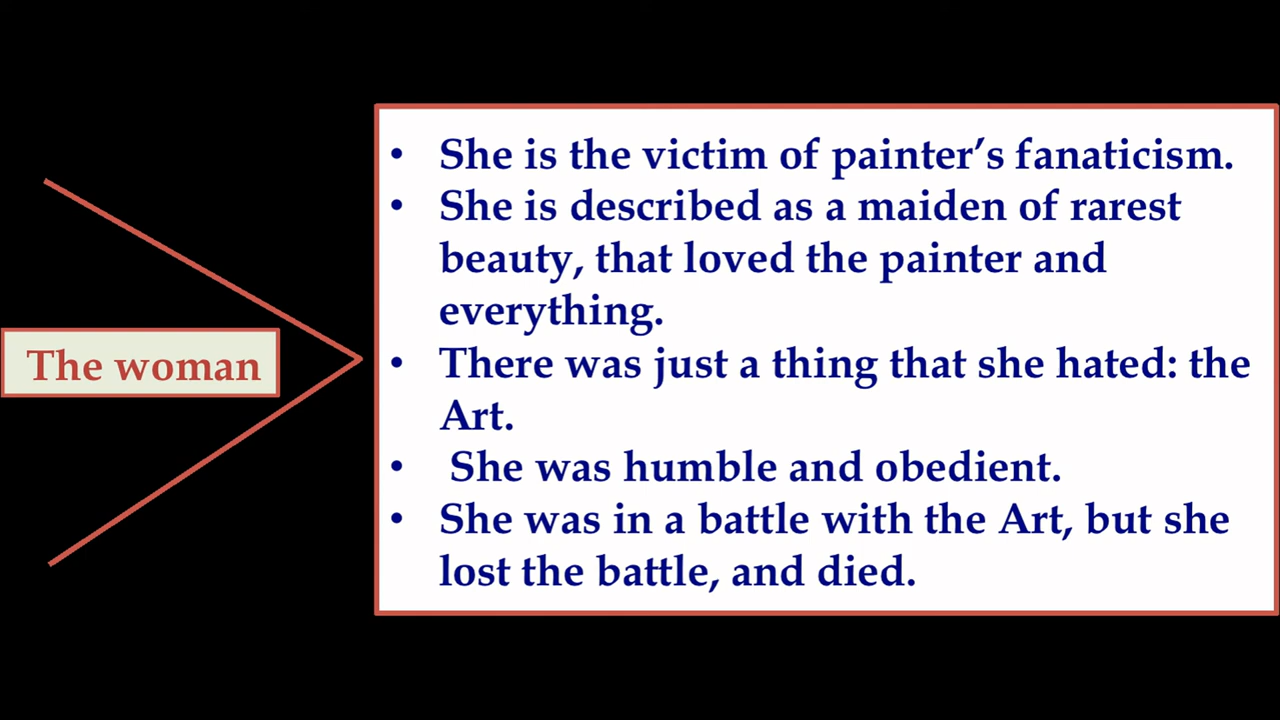 The woman
• She is the victim of painter’s fanaticism.
• She is described as a maiden of rarest
beauty, that loved the painter and
everything.
• There was just a thing that she hated: the
Art.
• She was humble and obedient.
• She was in a battle with the Art, but she
lost the battle, and died.